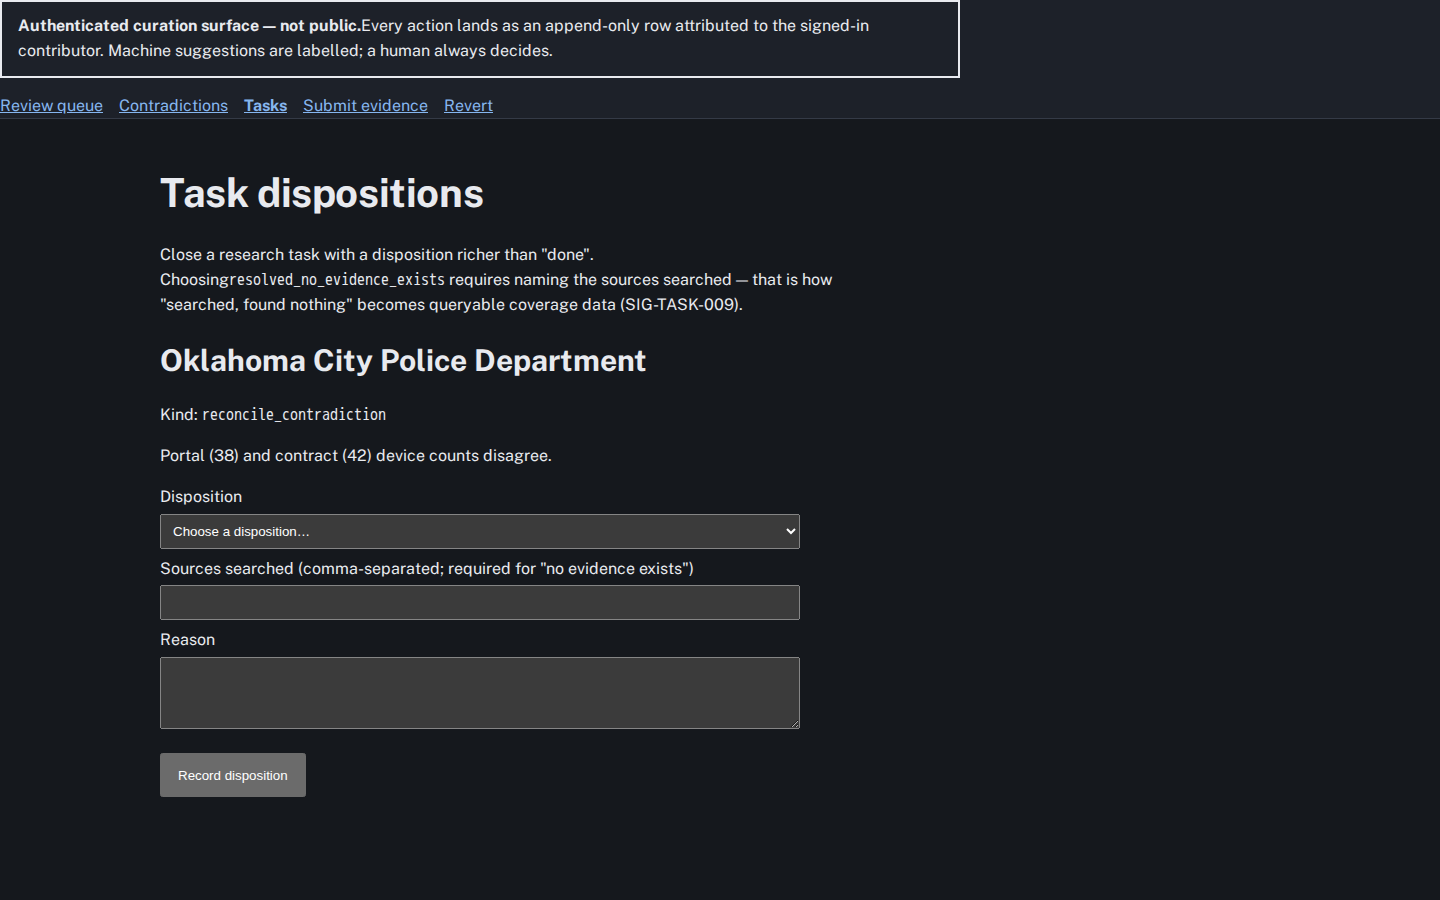 Authenticated curation surface — not public.Every action lands as an append-only row attributed to the signed-in
contributor. Machine suggestions are labelled; a human always decides.
Review queue Contradictions Tasks Submit evidence Revert
Task dispositions
Close a research task with a disposition richer than "done".
Choosingresolved_no_evidence_exists requires naming the sources searched — that is how
"searched, found nothing" becomes queryable coverage data (SIG-TASK-009).
Oklahoma City Police Department
Kind: reconcile_contradiction
Portal (38) and contract (42) device counts disagree.
Disposition
Choose a disposition…
Sources searched (comma-separated; required for "no evidence exists")
Reason
Record disposition